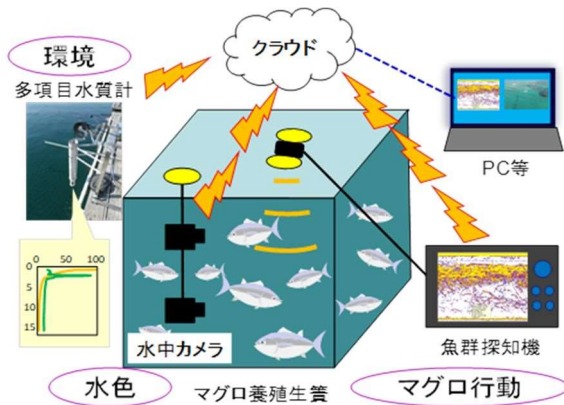 クラウド
環境
多項目水質計
PC等
0 50 100
0
5
10
15
水中カメラ
魚群探知機
水色
マグロ養殖生簀
マグロ行動